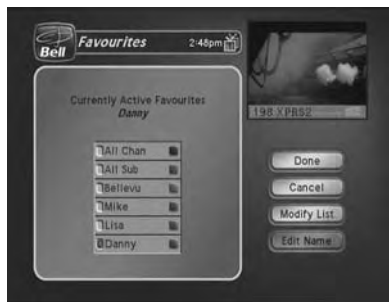 Bell
Favourites
2:48pm
Currently Active Favourites
Danny
All Chan
All Sub
Bellevu
Mike
Lisa
Danny
198 XPRS2
Done
Cancel
Modify List
Edit Name